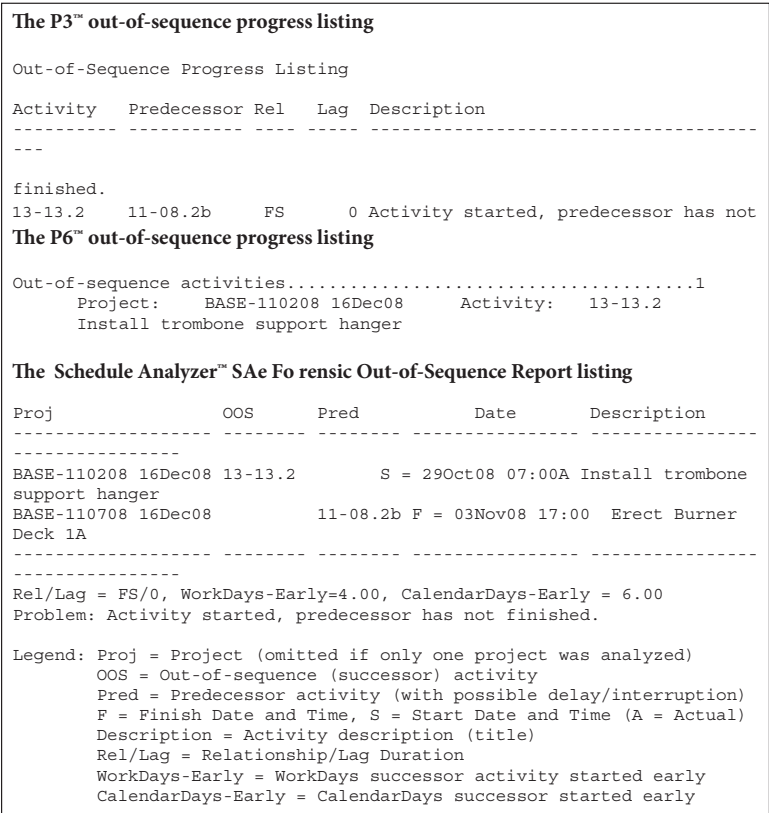 The P3™ out-of-sequence progress listing
Out-of-Sequence Progress Listing
Activity Predecessor Rel Lag Description
---------- ----------- ---- ----- -------------------------------------
---
finished.
13-13.2 11-08.2b FS 0 Activity started, predecessor has not
The P6™ out-of-sequence progress listing
Out-of-sequence activities.......................................1
Project: BASE-110208 16Dec08 Activity: 13-13.2
Install trombone support hanger
The Schedule Analyzer™ SAe Fo rensic Out-of-Sequence Report listing
Proj OOS Pred Date Description
------------------- -------- -------- ---------------- ----------------
----------------
BASE-110208 16Dec08 13-13.2 S = 29Oct08 07:00A Install trombone
support hanger
BASE-110708 16Dec08 11-08.2b F = 03Nov08 17:00 Erect Burner
Deck 1A
------------------- -------- -------- ---------------- ----------------
----------------
Rel/Lag = FS/0, WorkDays-Early=4.00, CalendarDays-Early = 6.00
Problem: Activity started, predecessor has not finished.
Legend: Proj = Project (omitted if only one project was analyzed)
OOS = Out-of-sequence (successor) activity
Pred = Predecessor activity (with possible delay/interruption)
F = Finish Date and Time, S = Start Date and Time (A = Actual)
Description = Activity description (title)
Rel/Lag = Relationship/Lag Duration
WorkDays-Early = WorkDays successor activity started early
CalendarDays-Early = CalendarDays successor started early